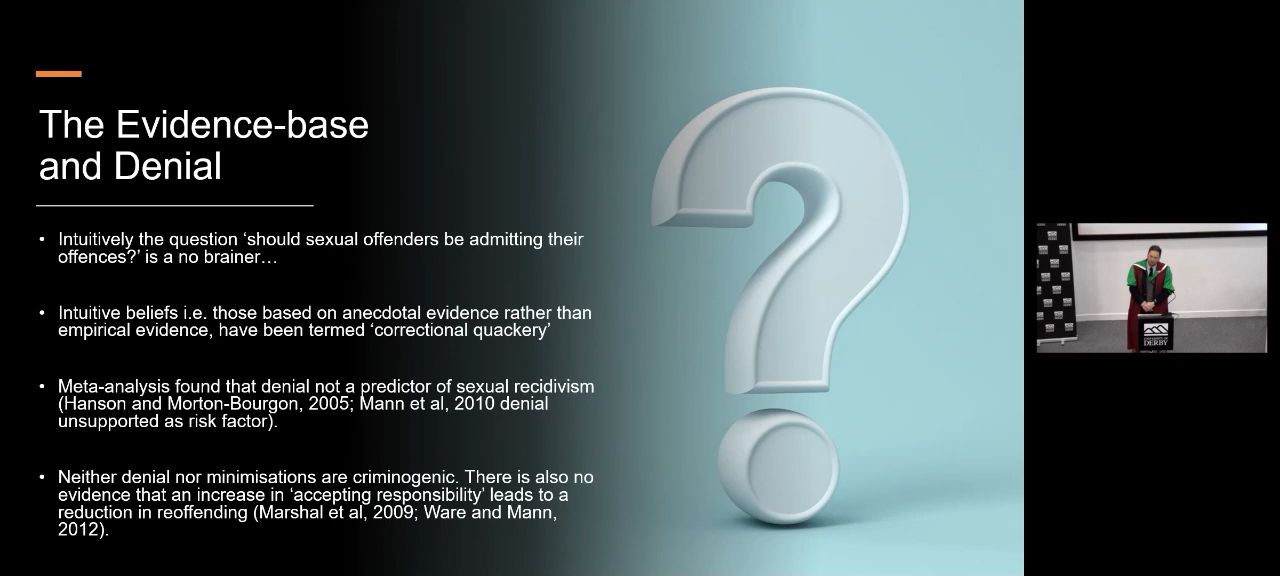 The Evidence-base
and Denial
• Intuitively the question ‘should sexual offenders be admitting their
offences?’ is a no brainer…
• Intuitive beliefs i.e. those based on anecdotal evidence rather than
empirical evidence, have been termed ‘correctional quackery’
• Meta-analysis found that denial not a predictor of sexual recidivism
(Hanson and Morton-Bourgon, 2005; Mann et al, 2010 denial
unsupported as risk factor).
• Neither denial nor minimisations are criminogenic. There is also no
evidence that an increase in ‘accepting responsibility’ leads to a
reduction in reoffending (Marshal et al, 2009; Ware and Mann,
2012).
UNIVERSITY OF
DERBY